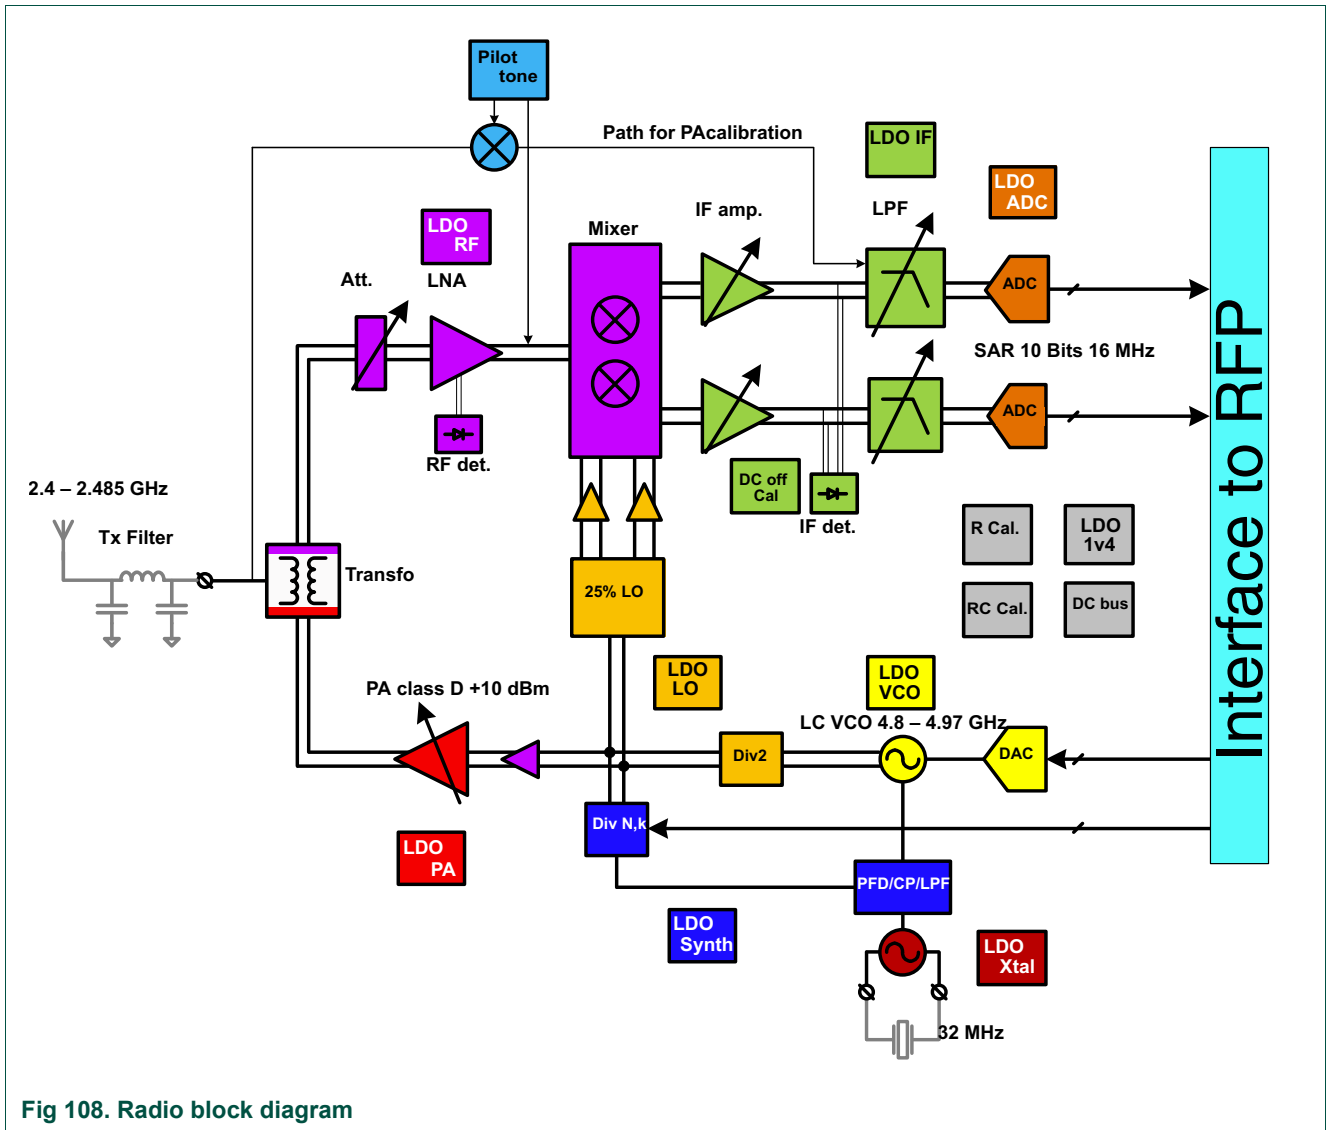 Pilot
tone
Path for PAcalibration
LDO IF
LDO
ADC
IF amp.
LPF
LDO
RF
Mixer
Att.
LNA
ADC
SAR 10 Bits 16 MHz
ADC
RF det.
DC off
Cal
IF det.
2.4 – 2.485 GHz
Tx Filter
Transfo
R Cal.
LDO
1v4
25% LO
RC Cal.
DC bus
Interface to RFP
LDO
LO
LDO
VCO
PA class D +10 dBm
LC VCO 4.8 – 4.97 GHz
Div2
DAC
Div N,k
LDO
PA
PFD/CP/LPF
LDO
Synth
LDO
Xtal
32 MHz
Fig 108. Radio block diagram